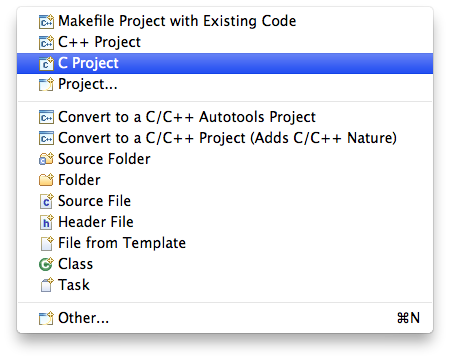 Makefile Project with Existing Code
C++ Project
C Project
Project...
Convert to a C/C++ Autotools Project
Convert to a C/C++ Project (Adds C/C++ Nature)
Source Folder
Folder
Source File
Header File
File from Template
Class
Task
Other... ⌘N